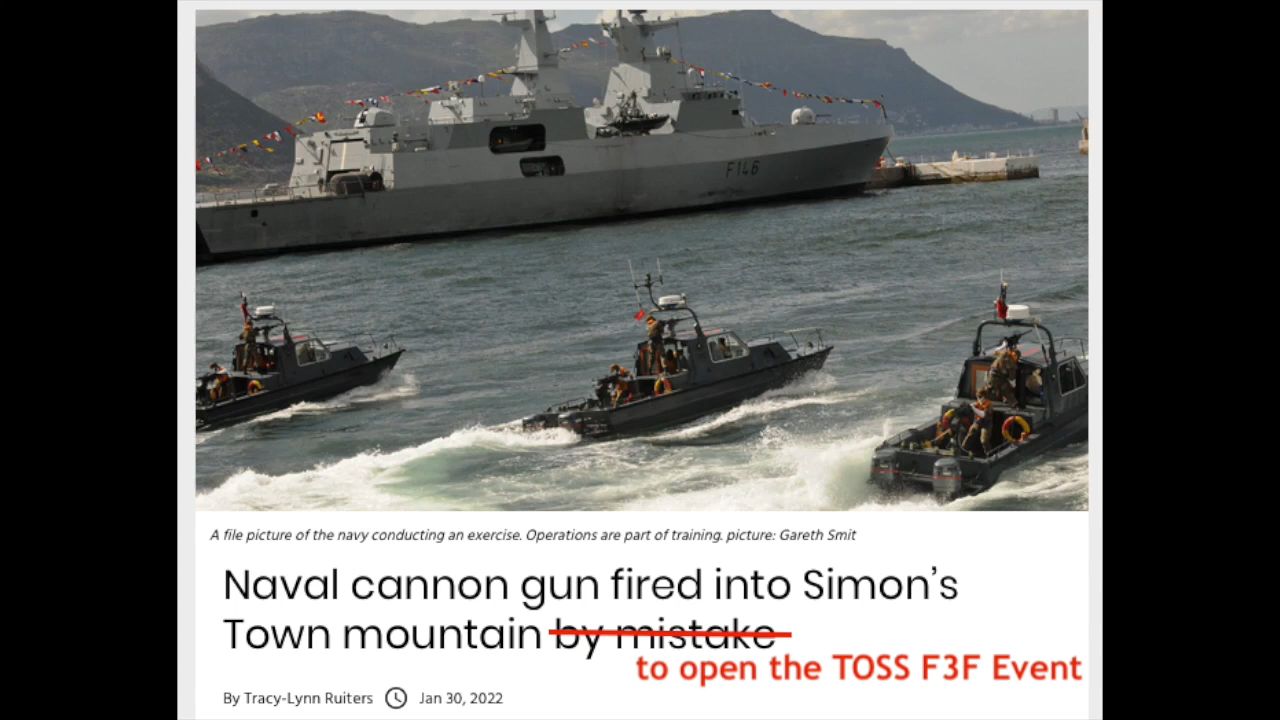 F146
A file picture of the navy conducting an exercise. Operations are part of training. picture: Gareth Smit
Naval cannon gun fired into Simon's
Town mountain by mistake
to open the TOSS F3F Event
By Tracy-Lynn Ruiters Jan 30, 2022